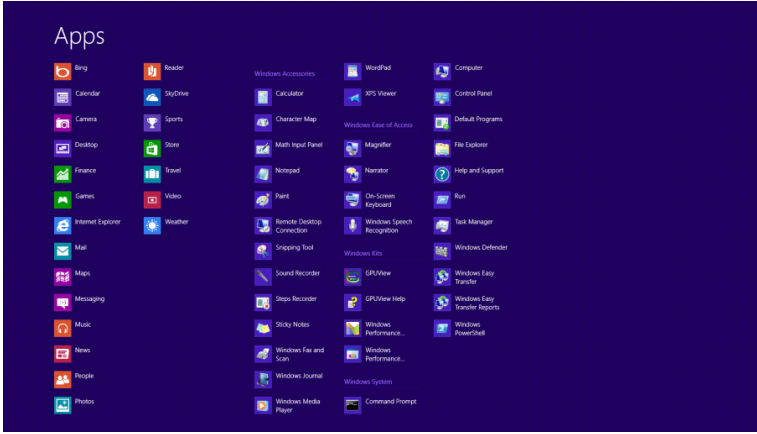 Apps
Bing
Calendar
Camera
Desktop
Finance
Games
Internet Explorer
Mail
Maps
Messaging
Music
News
People
Photos
Reader
SkyDrive
Sports
Store
Travel
Video
Weather
Windows Accessories
Calculator
Character Map
Math Input Panel
Notepad
Paint
Remote Desktop
Connection
Snipping Tool
Sound Recorder
Steps Recorder
Sticky Notes
Windows Fax and
Scan
Windows Journal
Windows Media
Player
WordPad
XPS Viewer
Windows Ease of Access
Magnifier
Narrator
On-Screen
Keyboard
Windows Speech
Recognition
Windows Kits
GPUView
GPUView Help
Windows
Performance...
Windows
Performance...
Windows System
Command Prompt
Computer
Control Panel
Default Programs
File Explorer
Help and Support
Run
Task Manager
Windows Defender
Windows Easy
Transfer
Windows Easy
Transfer Reports
Windows
PowerShell